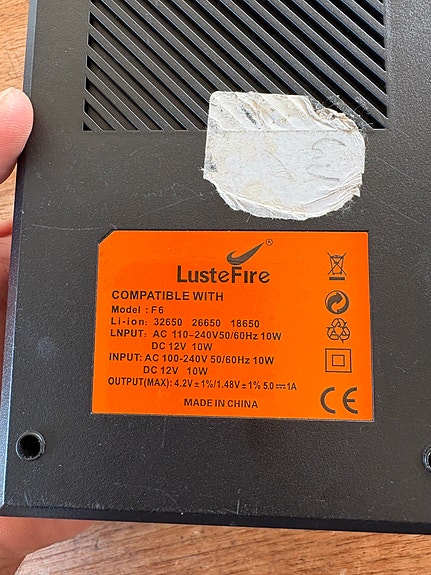 LusteFire ®
COMPATIBLE WITH
Model : F6
Li-ion: 32650 26650 18650
LNPUT: AC 110-240V50/60Hz 10W
DC 12V 10W
INPUT: AC 100-240V 50/60Hz 10W
DC 12V 10W
OUTPUT(MAX): 4.2V±1%/1.48V±1% 5.0⎓1A
MADE IN CHINA
CE